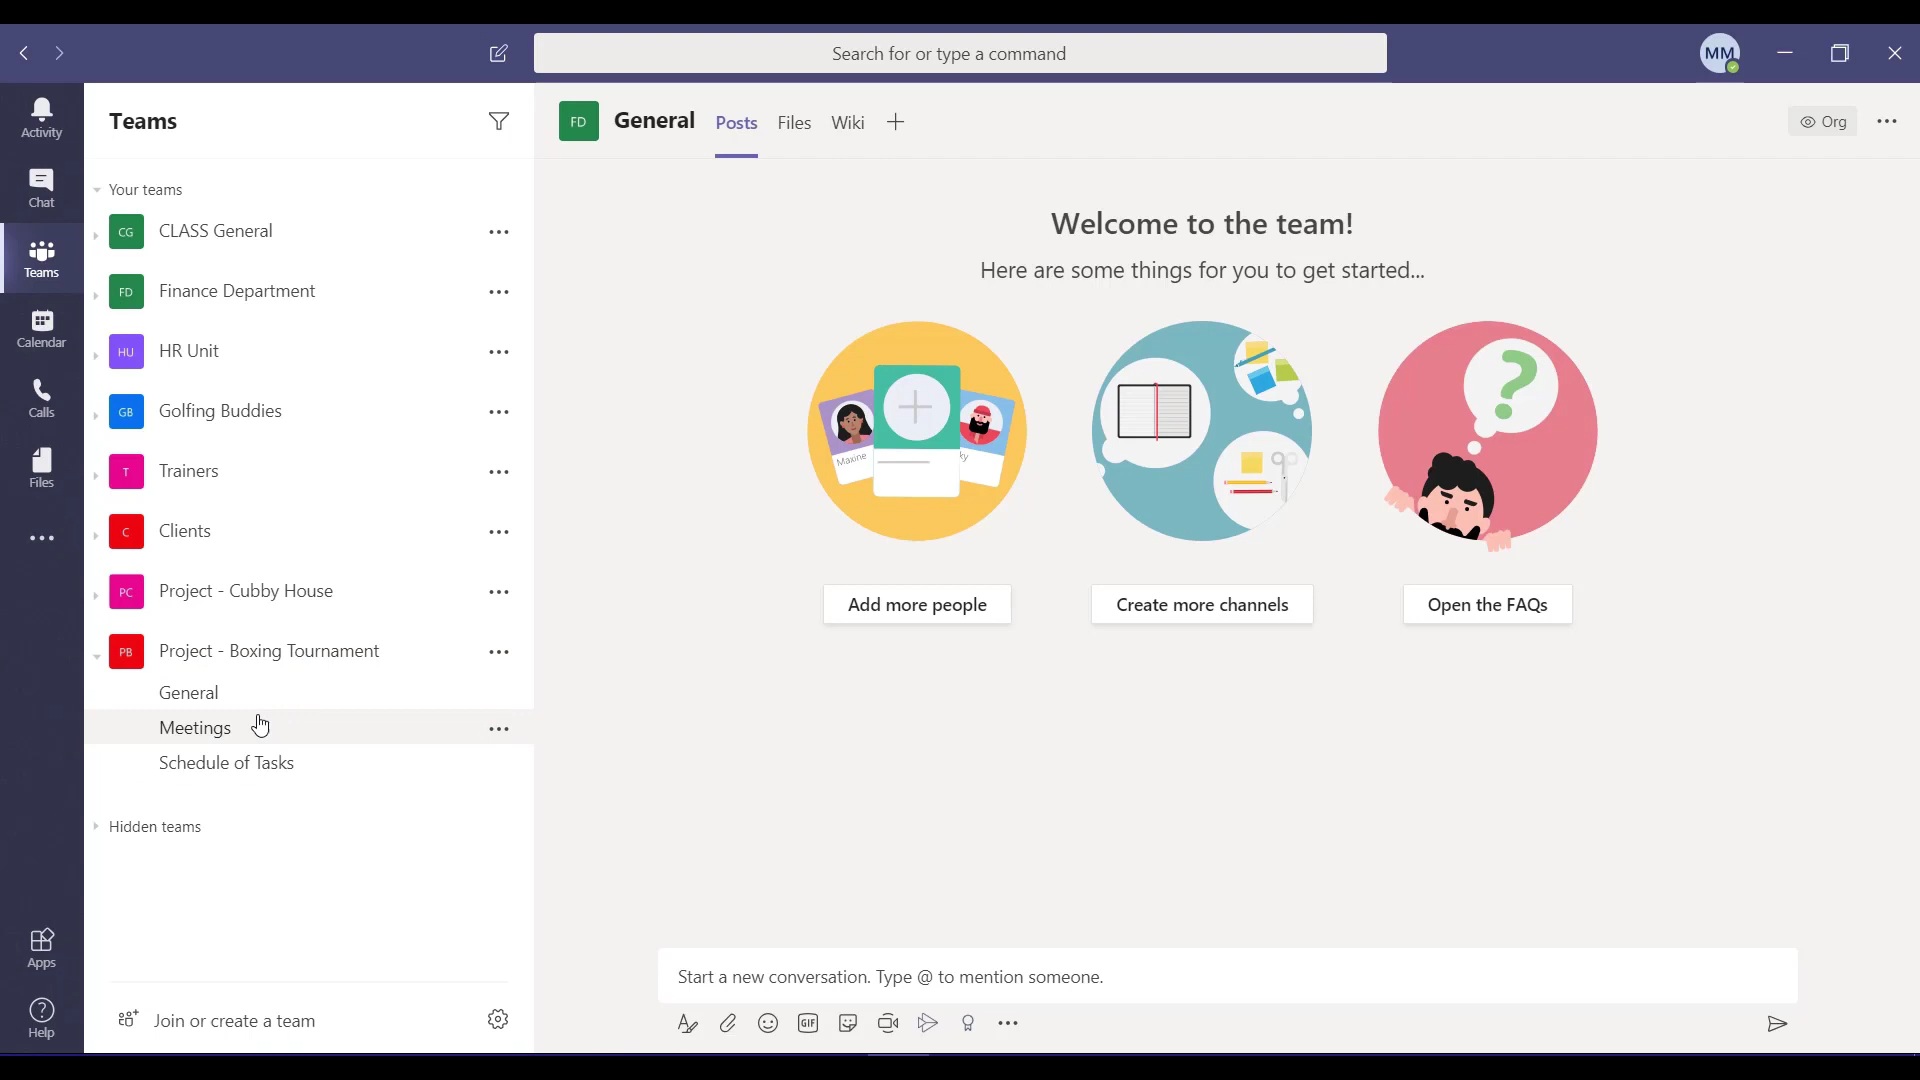 Search for or type a command
MM
Activity
Chat
Teams
Calendar
Calls
Files
Apps
Help
Teams
Your teams
CG CLASS General
FD Finance Department
HU HR Unit
GB Golfing Buddies
T Trainers
C Clients
PC Project - Cubby House
PB Project - Boxing Tournament
General
Meetings
Schedule of Tasks
Hidden teams
Join or create a team
FD General Posts Files Wiki
Org
Welcome to the team!
Here are some things for you to get started...
Maxine
ky
Add more people
Create more channels
Open the FAQs
Start a new conversation. Type @ to mention someone.
GIF